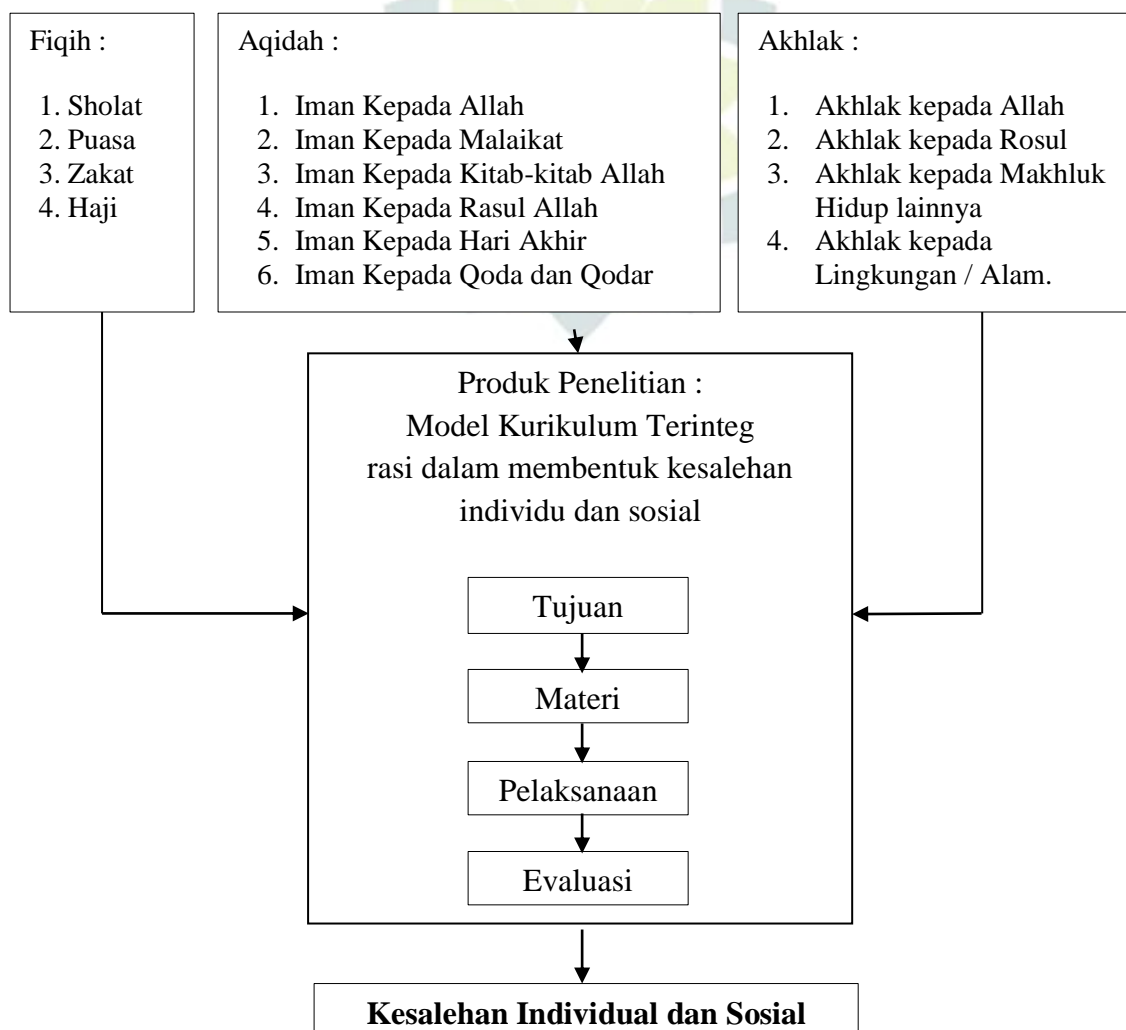 Fiqih :
1. Sholat
2. Puasa
3. Zakat
4. Haji
Aqidah :
1. Iman Kepada Allah
2. Iman Kepada Malaikat
3. Iman Kepada Kitab-kitab Allah
4. Iman Kepada Rasul Allah
5. Iman Kepada Hari Akhir
6. Iman Kepada Qoda dan Qodar
Akhlak :
1. Akhlak kepada Allah
2. Akhlak kepada Rosul
3. Akhlak kepada Makhluk
Hidup lainnya
4. Akhlak kepada
Lingkungan / Alam.
Produk Penelitian :
Model Kurikulum Terinteg
rasi dalam membentuk kesalehan
individu dan sosial
Tujuan
Materi
Pelaksanaan
Evaluasi
Kesalehan Individual dan Sosial